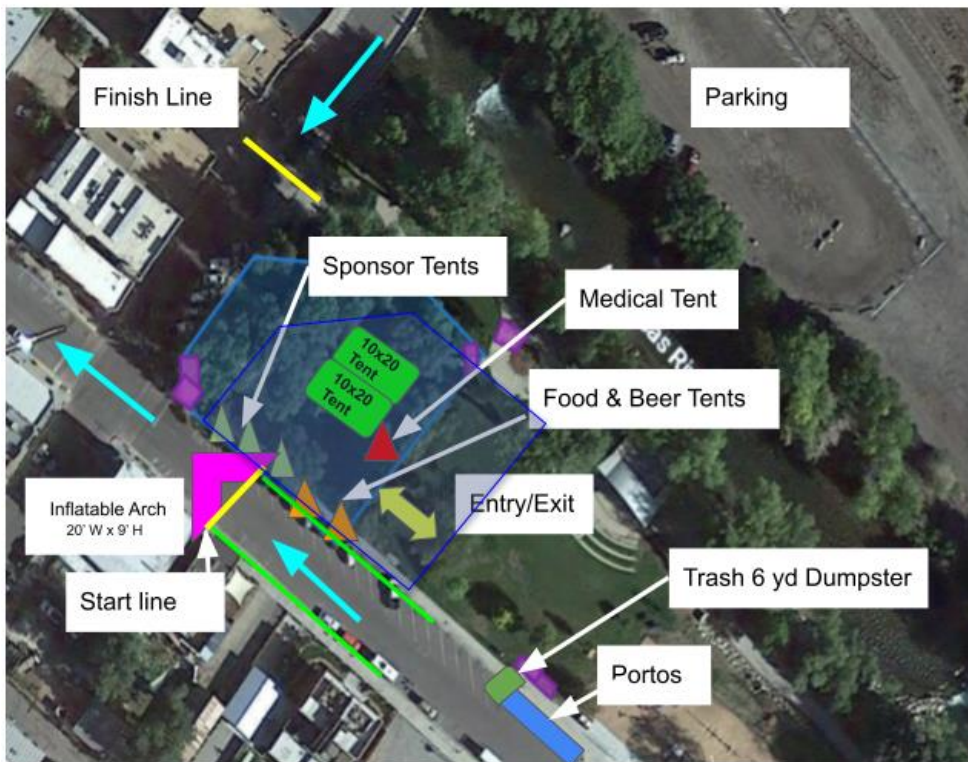 Finish Line
Parking
Sponsor Tents
Medical Tent
10x20
Tent
10x20
Tent
Food & Beer Tents
Inflatable Arch
20' W x 9' H
Entry/Exit
Start line
Trash 6 yd Dumpster
Portos